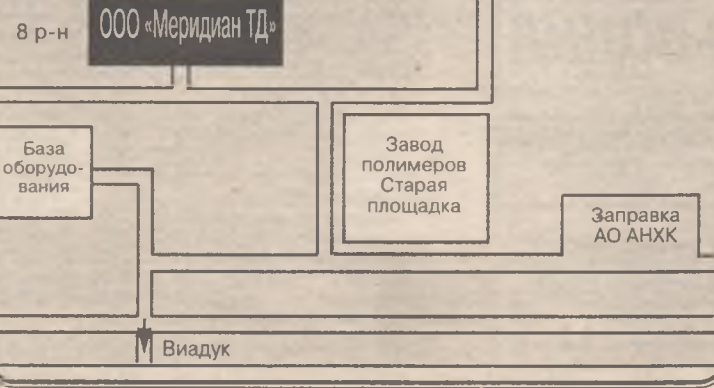 8 р-н
ООО «Меридиан ТД»
База
оборудо-
вания
Завод
полимеров
Старая
площадка
Заправка
АО АНХК
Виадук